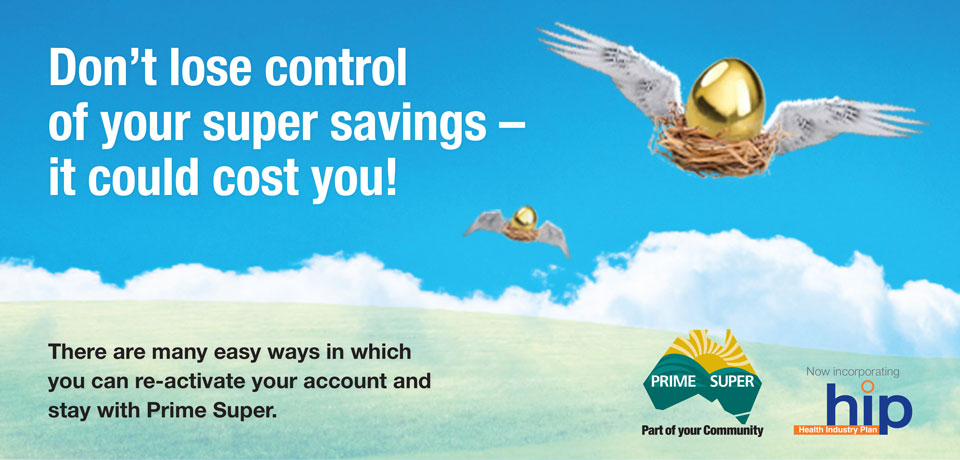 Don’t lose control
of your super savings –
it could cost you!
There are many easy ways in which
you can re-activate your account and
stay with Prime Super.
PRIME SUPER
Part of your Community
Now incorporating
hip
Health Industry Plan